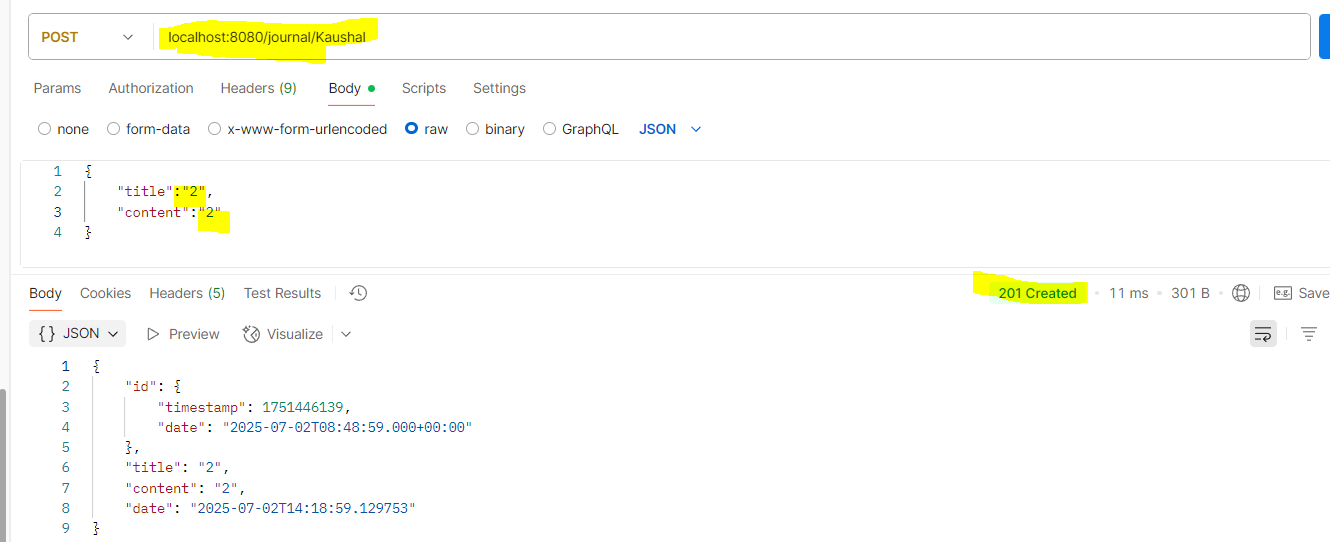 POST localhost:8080/journal/Kaushal
Params Authorization Headers (9) Body Scripts Settings
none form-data x-www-form-urlencoded raw binary GraphQL JSON
1 {
2 "title":"2",
3 "content":"2"
4 }
Body Cookies Headers (5) Test Results 201 Created 11 ms 301 B e.g. Save
{} JSON Preview Visualize
1 {
2 "id": {
3 "timestamp": 1751446139,
4 "date": "2025-07-02T08:48:59.000+00:00"
5 },
6 "title": "2",
7 "content": "2",
8 "date": "2025-07-02T14:18:59.129753"
9 }